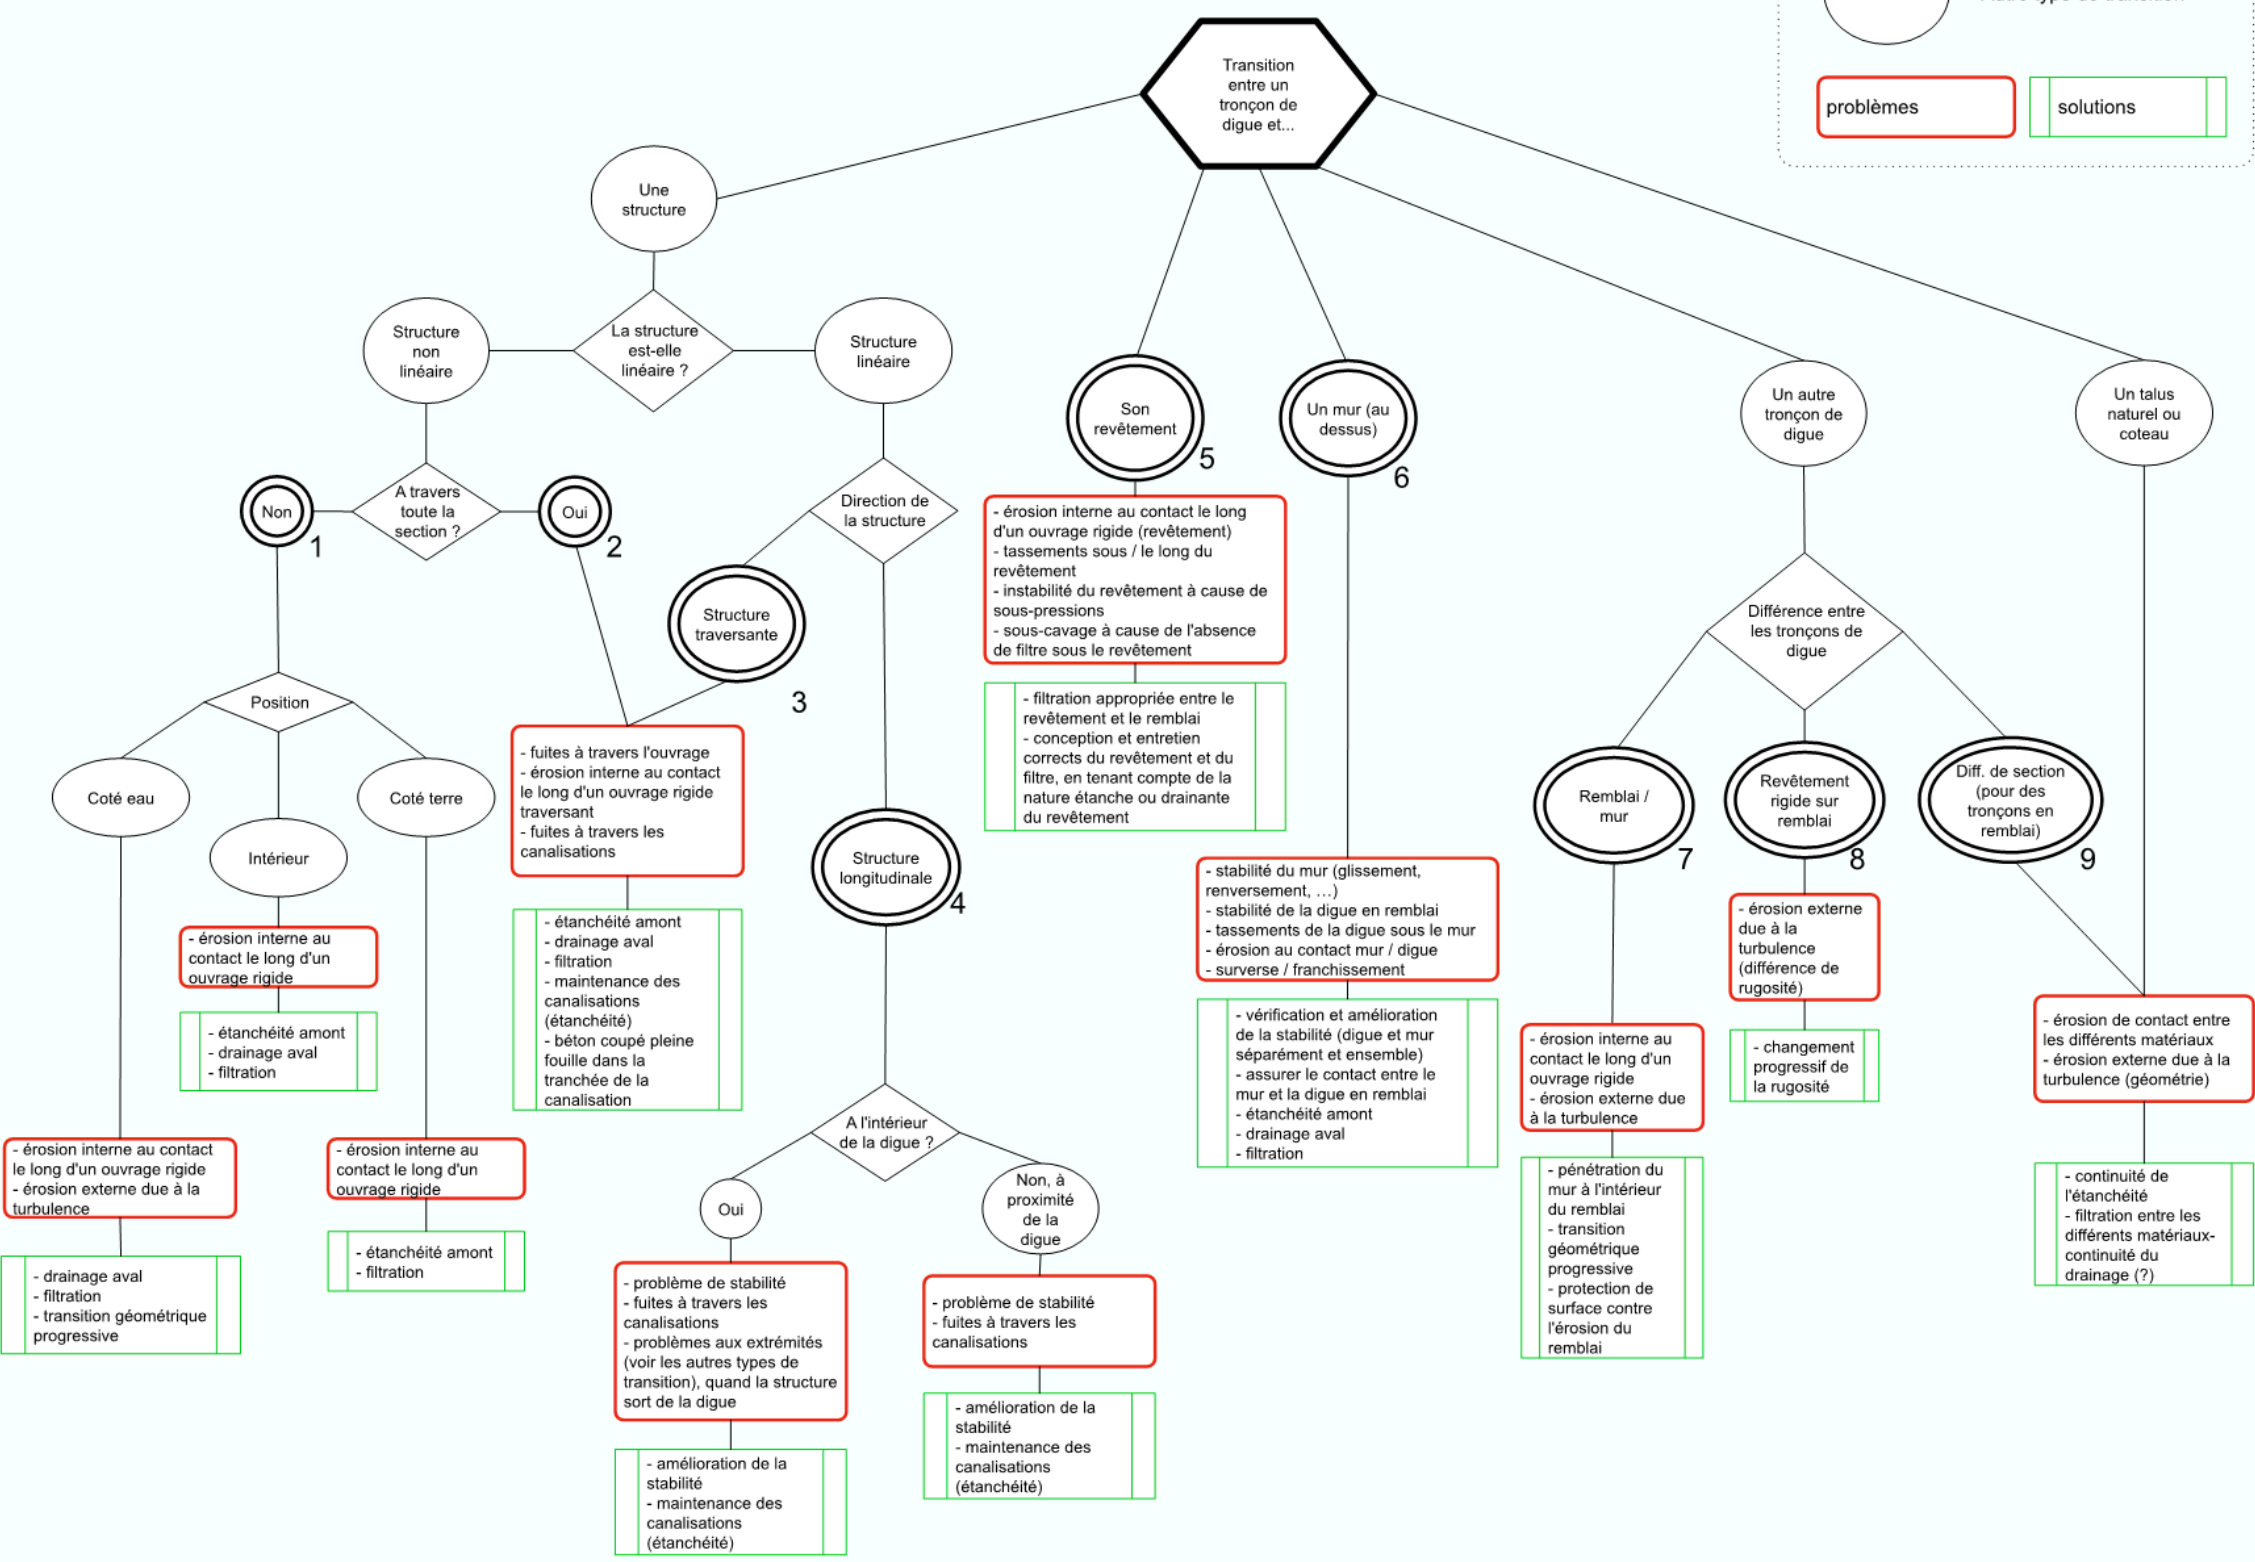 Transition
entre un
tronçon de
digue et...
problèmes
solutions
Une
structure
La structure
est-elle
linéaire ?
Structure
non
linéaire
Structure
linéaire
Son
revêtement
5
Un mur (au
dessus)
6
Un autre
tronçon de
digue
Un talus
naturel ou
coteau
A travers
toute la
section ?
Non
1
Oui
2
Direction de
la structure
Structure
traversante
3
Structure
longitudinale
4
Position
Coté eau
Intérieur
Coté terre
- érosion interne au contact
le long d'un ouvrage rigide
- érosion externe due à la
turbulence
- drainage aval
- filtration
- transition géométrique
progressive
- érosion interne au
contact le long d'un
ouvrage rigide
- étanchéité amont
- drainage aval
- filtration
- érosion interne au
contact le long d'un
ouvrage rigide
- étanchéité amont
- filtration
- fuites à travers l'ouvrage
- érosion interne au contact
le long d'un ouvrage rigide
traversant
- fuites à travers les
canalisations
- étanchéité amont
- drainage aval
- filtration
- maintenance des
canalisations
(étanchéité)
- béton coupé pleine
fouille dans la
tranchée de la
canalisation
A l'intérieur
de la digue ?
Oui
Non, à
proximité
de la
digue
- problème de stabilité
- fuites à travers les
canalisations
- problèmes aux extrémités
(voir les autres types de
transition), quand la structure
sort de la digue
- amélioration de la
stabilité
- maintenance des
canalisations
(étanchéité)
- problème de stabilité
- fuites à travers les
canalisations
- amélioration de la
stabilité
- maintenance des
canalisations
(étanchéité)
- érosion interne au contact le long
d'un ouvrage rigide (revêtement)
- tassements sous / le long du
revêtement
- instabilité du revêtement à cause de
sous-pressions
- sous-cavage à cause de l'absence
de filtre sous le revêtement
- filtration appropriée entre le
revêtement et le remblai
- conception et entretien
corrects du revêtement et du
filtre, en tenant compte de la
nature étanche ou drainante
du revêtement
- stabilité du mur (glissement,
renversement, …)
- stabilité de la digue en remblai
- tassements de la digue sous le mur
- érosion au contact mur / digue
- surverse / franchissement
- vérification et amélioration
de la stabilité (digue et mur
séparément et ensemble)
- assurer le contact entre le
mur et la digue en remblai
- étanchéité amont
- drainage aval
- filtration
Différence entre
les tronçons de
digue
Remblai /
mur
7
Revêtement
rigide sur
remblai
8
Diff. de section
(pour des
tronçons en
remblai)
9
- érosion interne au
contact le long d'un
ouvrage rigide
- érosion externe due
à la turbulence
- pénétration du
mur à l'intérieur
du remblai
- transition
géométrique
progressive
- protection de
surface contre
l'érosion du
remblai
- érosion externe
due à la
turbulence
(différence de
rugosité)
- changement
progressif de
la rugosité
- érosion de contact entre
les différents matériaux
- érosion externe due à la
turbulence (géométrie)
- continuité de
l'étanchéité
- filtration entre les
différents matériaux-
continuité du
drainage (?)